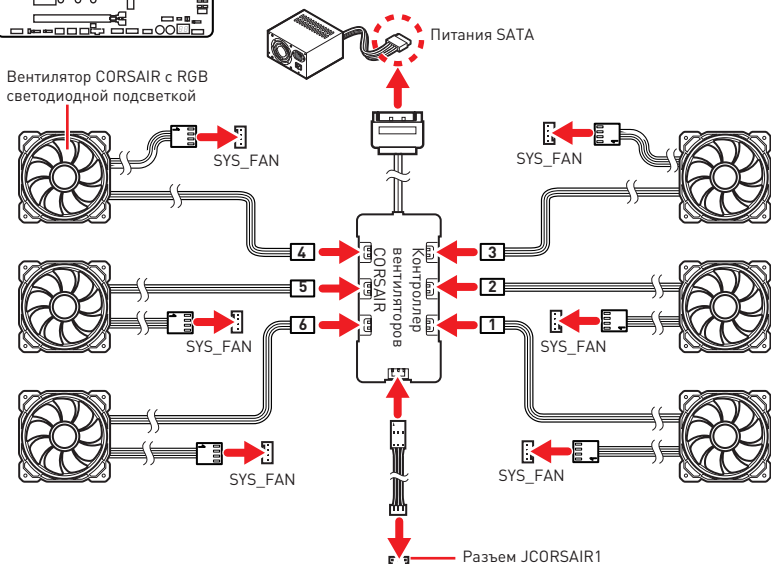 Питания SATA
Вентилятор CORSAIR с RGB
светодиодной подсветкой
SYS_FAN
SYS_FAN
4
3
5
2
6
1
Контроллер
вентиляторов
CORSAIR
SYS_FAN
SYS_FAN
SYS_FAN
SYS_FAN
Разъем JCORSAIR1